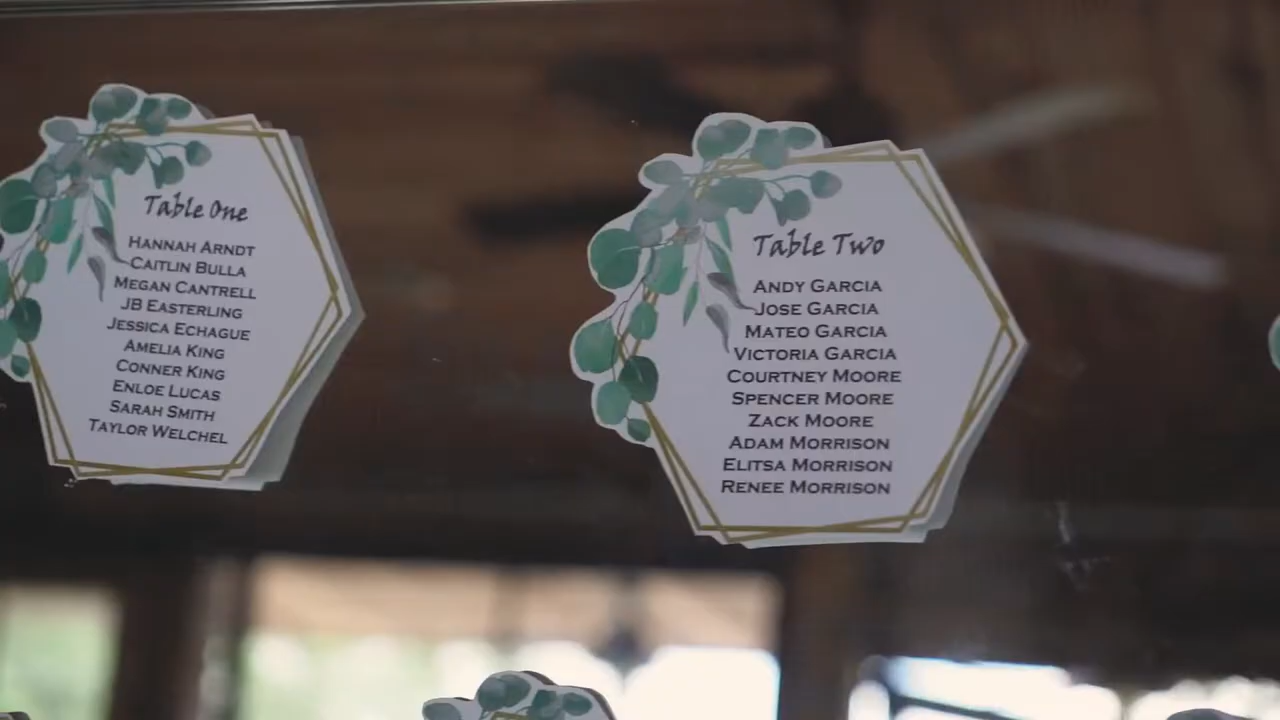 Table One
Hannah Arndt
Caitlin Bulla
Megan Cantrell
JB Easterling
Jessica Echague
Amelia King
Conner King
Enloe Lucas
Sarah Smith
Taylor Welchel
Table Two
Andy Garcia
Jose Garcia
Mateo Garcia
Victoria Garcia
Courtney Moore
Spencer Moore
Zack Moore
Adam Morrison
Elitsa Morrison
Renee Morrison